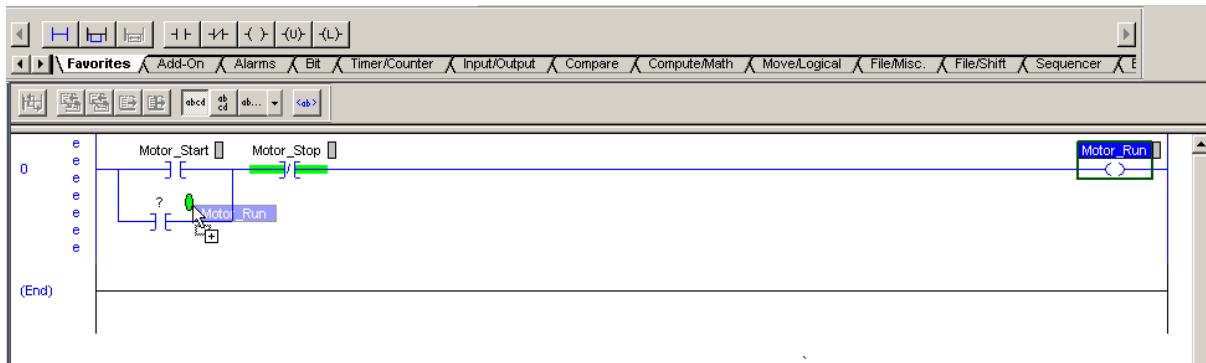 (U) (L)
Favorites Add-On Alarms Bit Timer/Counter Input/Output Compare Compute/Math Move/Logical File/Misc. File/Shift Sequencer E
abcd ab cd ab... <ab>
e
Motor_Start Motor_Stop Motor_Run
0 e
e
e ?
e Motor_Run
e
e
(End)